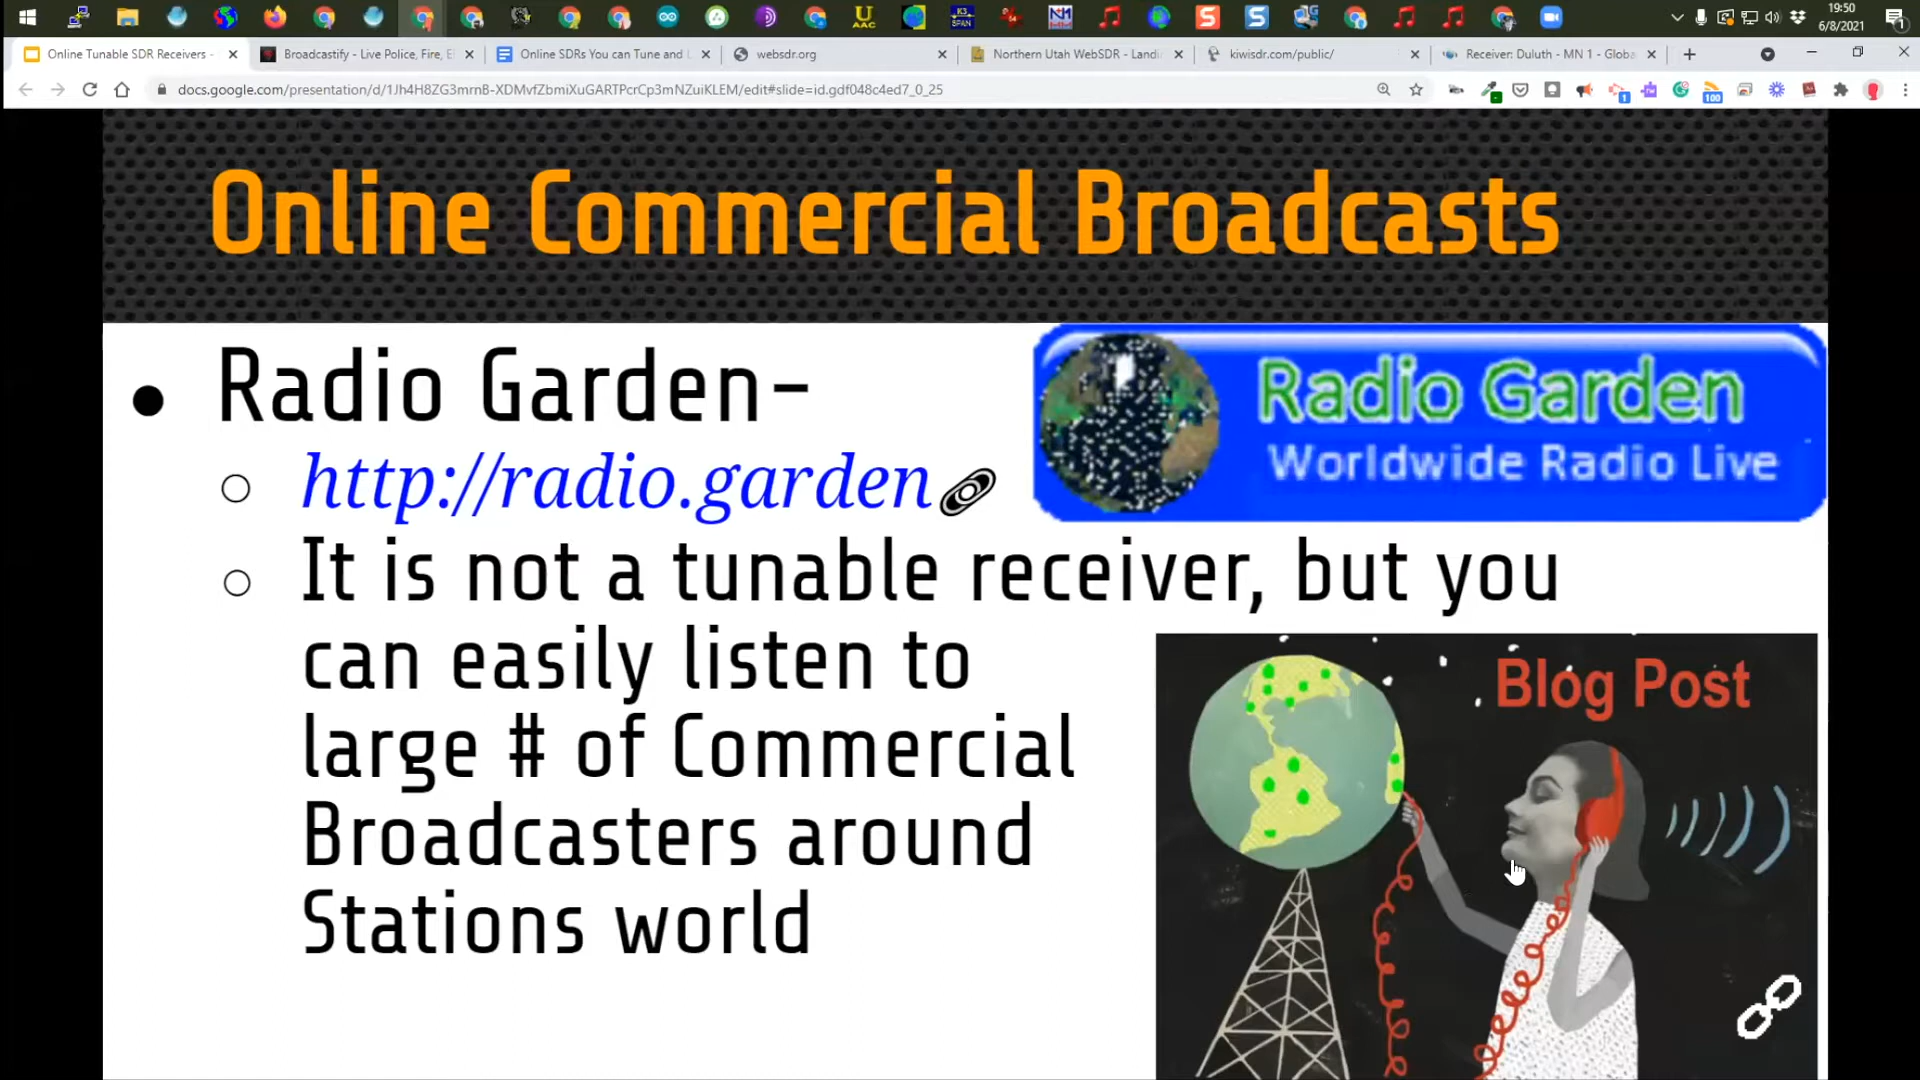 19:50
6/8/2021
Online Tunable SDR Receivers -
Broadcastify - Live Police, Fire, E
Online SDRs You can Tune and L
websdr.org
Northern Utah WebSDR - Landi
kiwisdr.com/public/
Receiver: Duluth - MN 1 - Globa
docs.google.com/presentation/d/1Jh4H8ZG3mrnB-XDMvfZbmiXuGARTPcrCp3mNZuiKLEM/edit#slide=id.gdf048c4ed7_0_25
Online Commercial Broadcasts
Radio Garden-
http://radio.garden
Radio Garden
Worldwide Radio Live
It is not a tunable receiver, but you
can easily listen to
large # of Commercial
Broadcasters around
Stations world
Blog Post